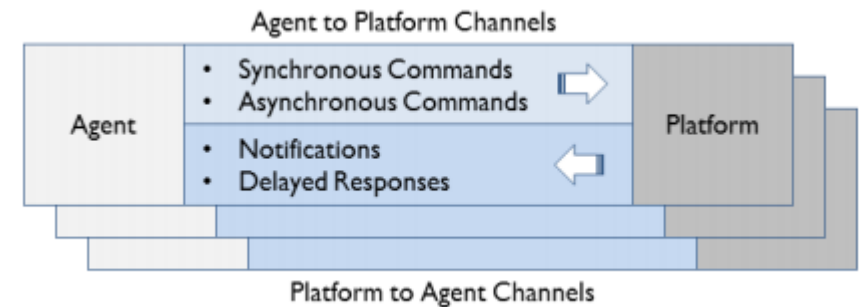 Agent to Platform Channels
Agent
• Synchronous Commands
• Asynchronous Commands
• Notifications
• Delayed Responses
Platform
Platform to Agent Channels